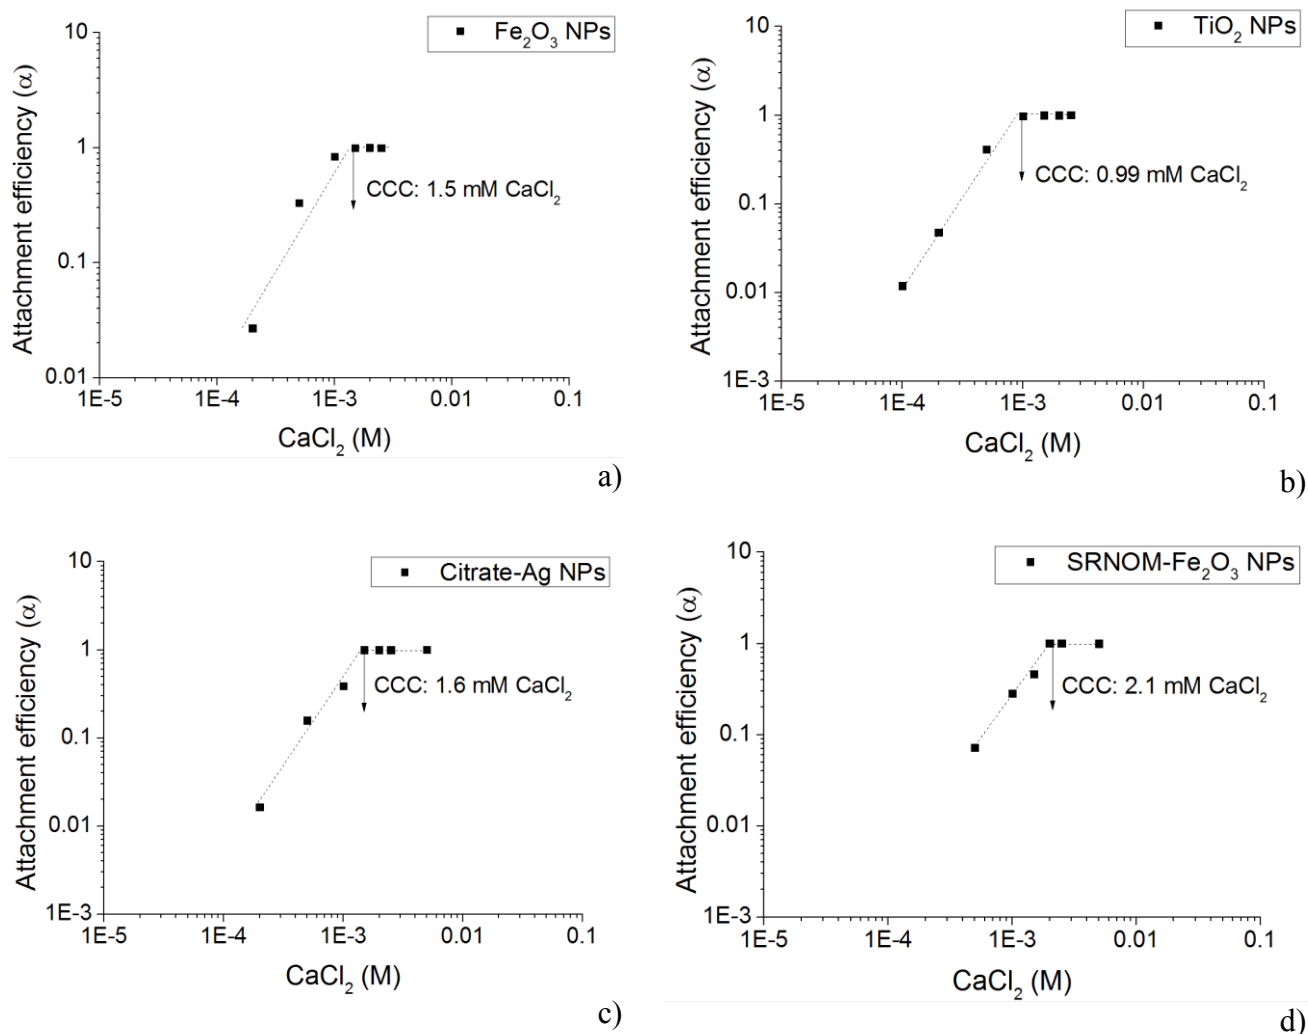 Fe₂O₃ NPs
10
1
0.1
0.01
Attachment efficiency (α)
CCC: 1.5 mM CaCl₂
1E-5 1E-4 1E-3 0.01 0.1
CaCl₂ (M)
a)
TiO₂ NPs
10
1
0.1
0.01
1E-3
Attachment efficiency (α)
CCC: 0.99 mM CaCl₂
1E-5 1E-4 1E-3 0.01 0.1
CaCl₂ (M)
b)
Citrate-Ag NPs
10
1
0.1
0.01
1E-3
Attachment efficiency (α)
CCC: 1.6 mM CaCl₂
1E-5 1E-4 1E-3 0.01 0.1
CaCl₂ (M)
c)
SRNOM-Fe₂O₃ NPs
10
1
0.1
0.01
1E-3
Attachment efficiency (α)
CCC: 2.1 mM CaCl₂
1E-5 1E-4 1E-3 0.01 0.1
CaCl₂ (M)
d)